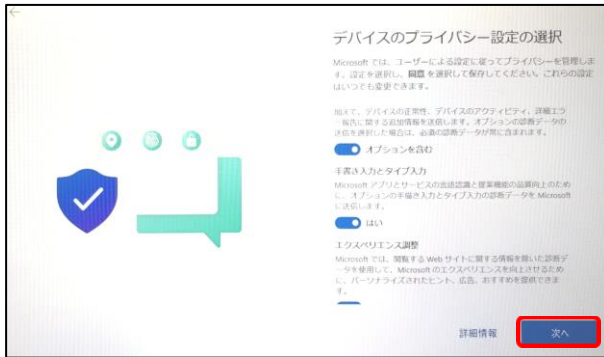 デバイスのプライバシー設定の選択
Microsoft では、ユーザーによる設定に従ってプライバシーを管理しま
す。設定を選択し、同意 を選択して保存してください。これらの設定
はいつでも変更できます。
加えて、デバイスの正常性、デバイスのアクティビティ、詳細エラ
ー報告に関する追加情報を送信します。オプションの診断データの
送信を選択した場合は、必須の診断データが常に含まれます。
オプションを含む
手書き入力とタイプ入力
Microsoft アプリとサービスの言語認識と提案機能の品質向上のため
に、オプションの手描き入力とタイプ入力の診断データを Microsoft
に送信します。
はい
エクスペリエンス調整
Microsoft では、閲覧する Web サイトに関する情報を除いた診断デ
ータを使用して、Microsoft のエクスペリエンスを向上させるため
に、パーソナライズされたヒント、広告、おすすめを提供できま
す。
詳細情報
次へ